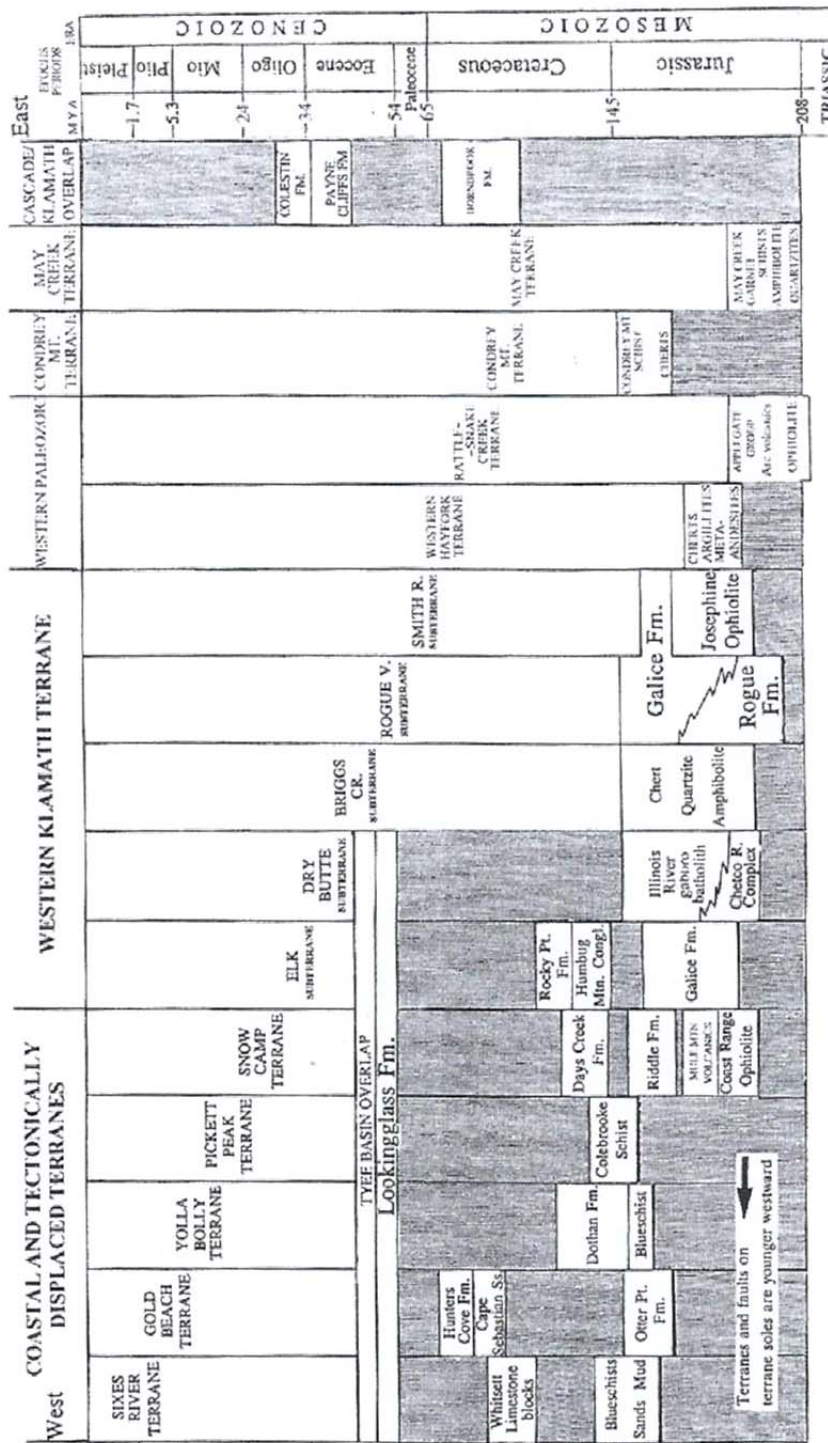 West
COASTAL AND TECTONICALLY
DISPLACED TERRANES
WESTERN KLAMATH TERRANE
WESTERN PALEOZOIC
CONDREY
MT.
TERRANE
MAY
CREEK
TERRANE
CASCADE/
KLAMATH
OVERLAP
East
MYA
EPOCHS
PERIODS
ERA
SIXES
RIVER
TERRANE
GOLD
BEACH
TERRANE
YOLLA
BOLLY
TERRANE
PICKETT
PEAK
TERRANE
SNOW
CAMP
TERRANE
ELK
SUBTERRANE
DRY
BUTTE
SUBTERRANE
BRIGGS
CR.
SUBTERRANE
ROGUE V.
SUBTERRANE
SMITH R.
SUBTERRANE
WESTERN
HAYFORK
TERRANE
RATTLE-
-SNAKE
CREEK
TERRANE
CONDREY
MT.
TERRANE
MAY CREEK
TERRANE
COLESTIN
FM.
PAYNE
CLIFFS FM
HORNBROOK
FM.
TYEE BASIN OVERLAP
Lookingglass Fm.
Whitsett
Limestone
blocks
Blueschists
Sands Mud
Hunters
Cove Fm.
Cape
Sebastian Ss.
Otter Pt.
Fm.
Dothan Fm.
Blueschist
Colebrooke
Schist
Days Creek
Fm.
Riddle Fm.
MULE MTN
VOLCANICS
Coast Range
Ophiolite
Rocky Pt.
Fm.
Humbug
Mtn. Congl.
Galice Fm.
Illinois
River
gabbro
batholith
Chetco R.
Complex
Chert
Quartzite
Amphibolite
Galice Fm.
Rogue
Fm.
Josephine
Ophiolite
CHERTS
ARGILLITES
META-
ANDESITES
APPLEGATE
GROUP
Arc volcanics
OPHIOLITE
CONDREY MT
SCHIST
CHERTS
MAY CREEK
GARNET
SCHISTS
AMPHIBOLITE
QUARTZITES
Terranes and faults on
terrane soles are younger westward
-1.7
-5.3
-24
-34
-54
-65
-145
-208
Pleist
Plio
Mio
Oligo
Eocene
Paleocene
Cretaceous
Jurassic
TRIASSIC
CENOZOIC
MESOZOIC